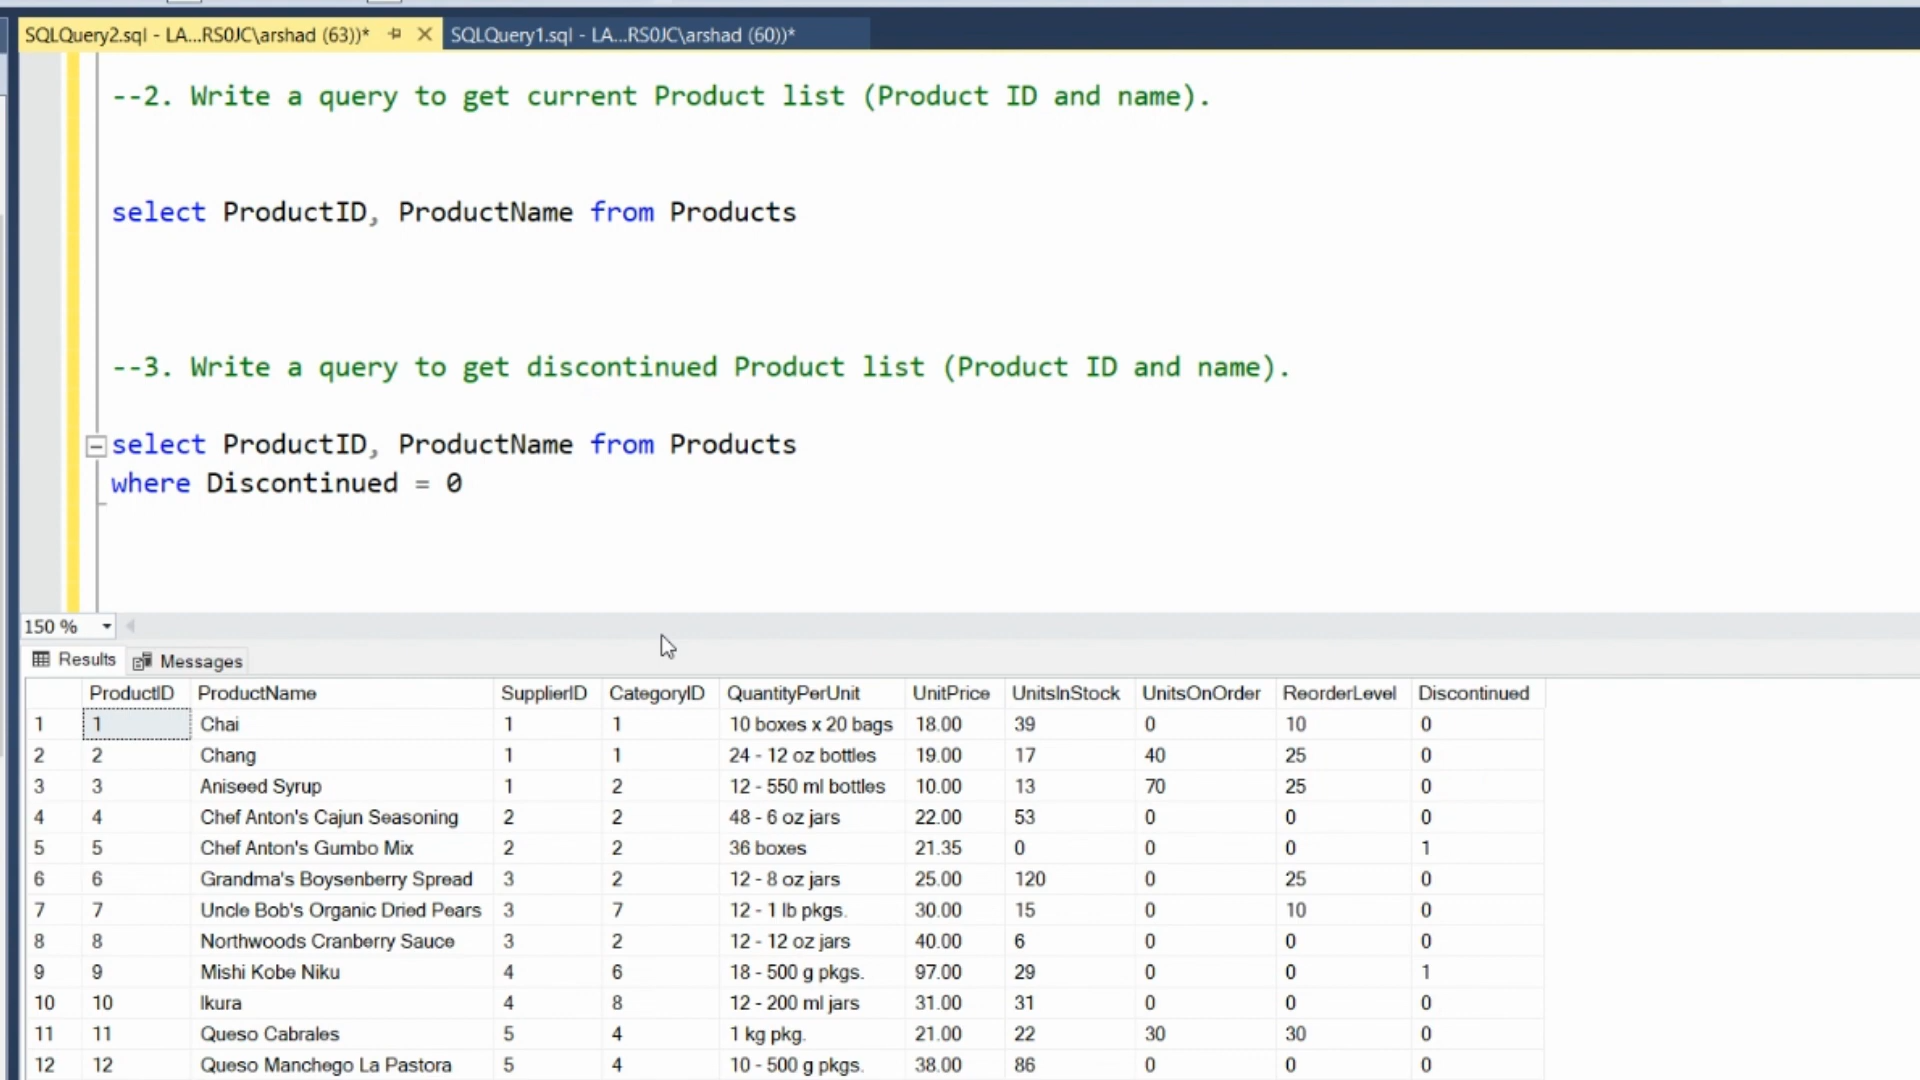 SQLQuery2.sql - LA...RS0JC\arshad (63))* SQLQuery1.sql - LA...RS0JC\arshad (60))*
--2. Write a query to get current Product list (Product ID and name).
select ProductID, ProductName from Products
--3. Write a query to get discontinued Product list (Product ID and name).
select ProductID, ProductName from Products
where Discontinued = 0
150 %
Results Messages
ProductID ProductName SupplierID CategoryID QuantityPerUnit UnitPrice UnitsInStock UnitsOnOrder ReorderLevel Discontinued
1 1 Chai 1 1 10 boxes x 20 bags 18.00 39 0 10 0
2 2 Chang 1 1 24 - 12 oz bottles 19.00 17 40 25 0
3 3 Aniseed Syrup 1 2 12 - 550 ml bottles 10.00 13 70 25 0
4 4 Chef Anton's Cajun Seasoning 2 2 48 - 6 oz jars 22.00 53 0 0 0
5 5 Chef Anton's Gumbo Mix 2 2 36 boxes 21.35 0 0 0 1
6 6 Grandma's Boysenberry Spread 3 2 12 - 8 oz jars 25.00 120 0 25 0
7 7 Uncle Bob's Organic Dried Pears 3 7 12 - 1 lb pkgs. 30.00 15 0 10 0
8 8 Northwoods Cranberry Sauce 3 2 12 - 12 oz jars 40.00 6 0 0 0
9 9 Mishi Kobe Niku 4 6 18 - 500 g pkgs. 97.00 29 0 0 1
10 10 Ikura 4 8 12 - 200 ml jars 31.00 31 0 0 0
11 11 Queso Cabrales 5 4 1 kg pkg. 21.00 22 30 30 0
12 12 Queso Manchego La Pastora 5 4 10 - 500 g pkgs. 38.00 86 0 0 0